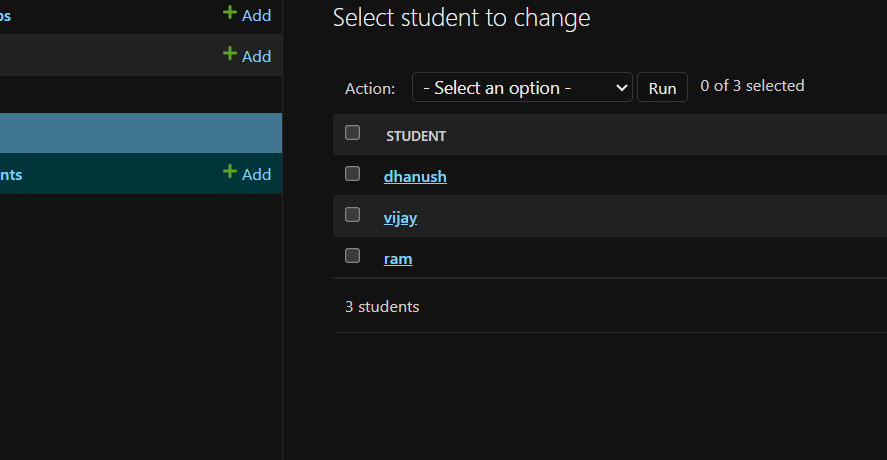 Select student to change
ps + Add
+ Add
Action: - Select an option - Run 0 of 3 selected
STUDENT
dhanush
nts + Add
vijay
ram
3 students